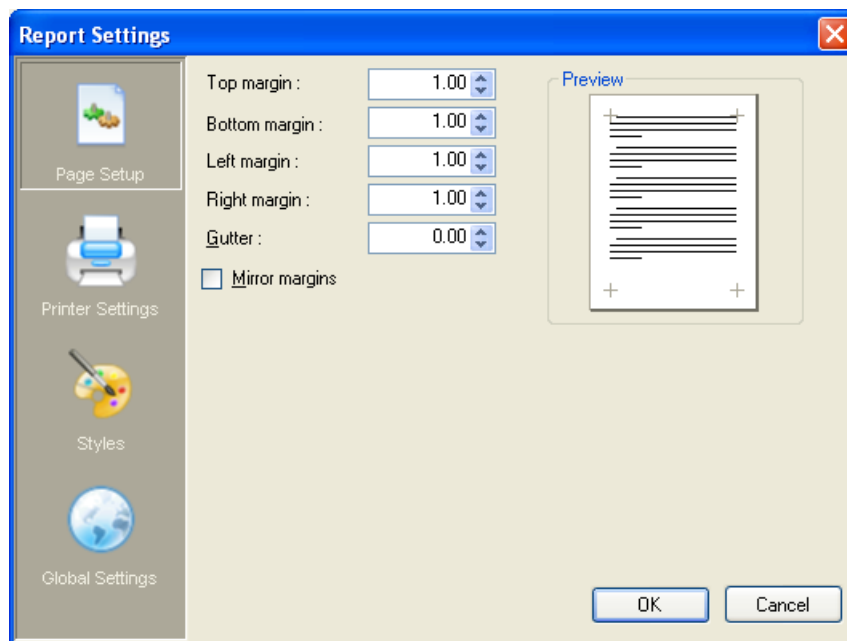 Report Settings
Page Setup
Printer Settings
Styles
Global Settings
Top margin : 1.00
Bottom margin : 1.00
Left margin : 1.00
Right margin : 1.00
Gutter : 0.00
Mirror margins
Preview
OK Cancel